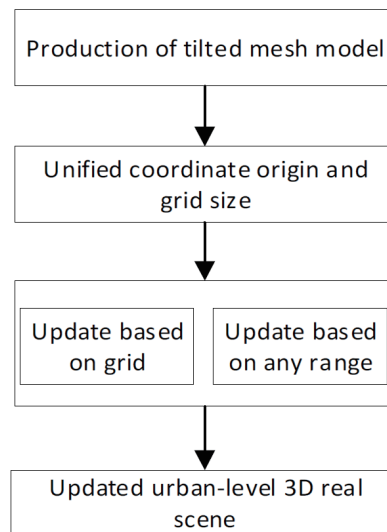 Production of tilted mesh model
Unified coordinate origin and
grid size
Update based
on grid
Update based
on any range
Updated urban-level 3D real
scene